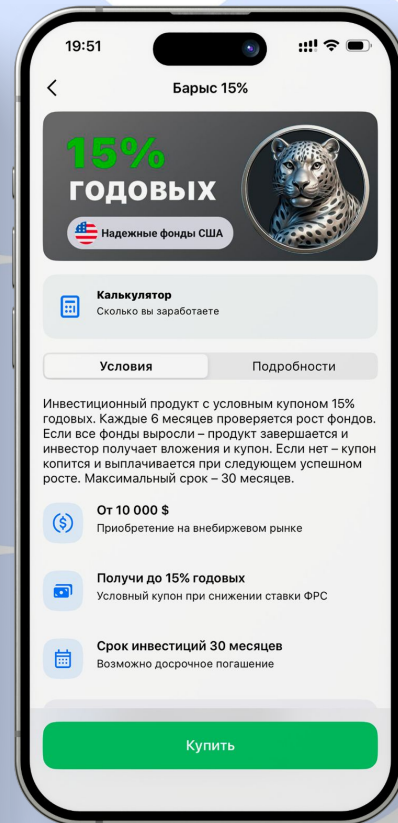 19:51
Барыс 15%
15%
ГОДОВЫХ
Надежные фонды США
Калькулятор
Сколько вы заработаете
Условия
Подробности
Инвестиционный продукт с условным купоном 15%
годовых. Каждые 6 месяцев проверяется рост фондов.
Если все фонды выросли – продукт завершается и
инвестор получает вложения и купон. Если нет – купон
копится и выплачивается при следующем успешном
росте. Максимальный срок – 30 месяцев.
От 10 000 $
Приобретение на внебиржевом рынке
Получи до 15% годовых
Условный купон при снижении ставки ФРС
Срок инвестиций 30 месяцев
Возможно досрочное погашение
Купить